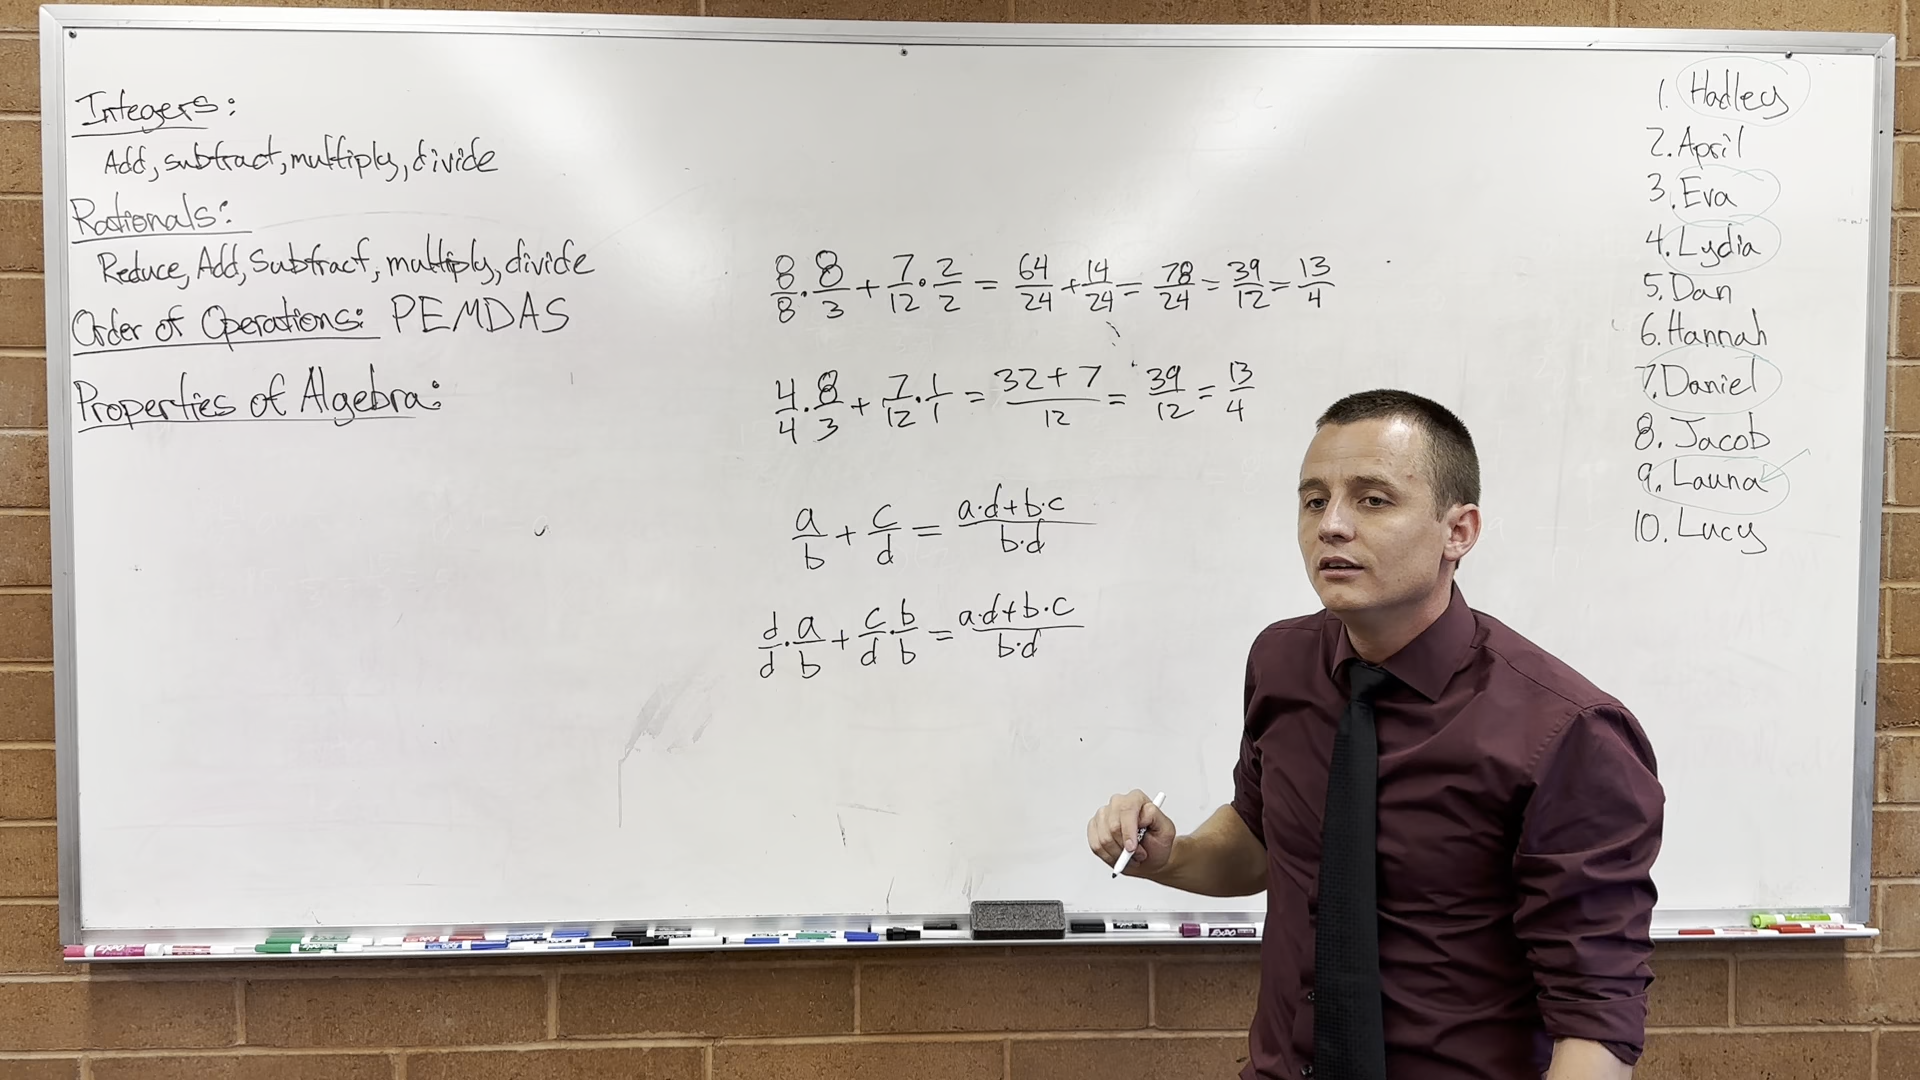 Integers:
Add, subtract, multiply, divide
Rationals:
Reduce, Add, Subtract, multiply, divide
Order of Operations: PEMDAS
Properties of Algebra:
8/8 · 8/3 + 7/12 · 2/2 = 64/24 + 14/24 = 78/24 = 39/12 = 13/4
4/4 · 8/3 + 7/12 · 1/1 = 32+7/12 = 39/12 = 13/4
a/b + c/d = a·d+b·c/b·d
d/d · a/b + c/d · b/b = a·d+b·c/b·d
1. Hadley
2. April
3. Eva
4. Lydia
5. Dan
6. Hannah
7. Daniel
8. Jacob
9. Launa
10. Lucy
EXPO
EXPO